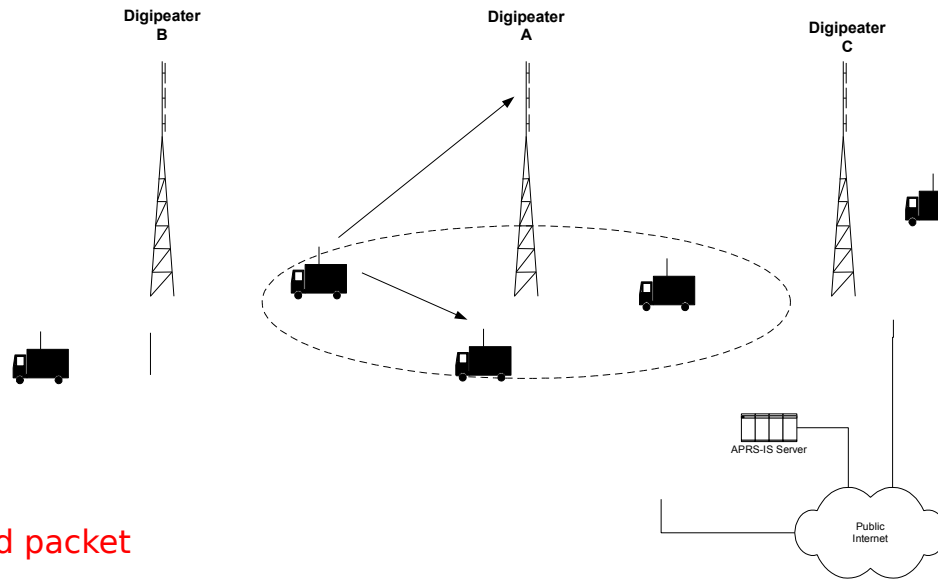 Digipeater
B
Digipeater
A
Digipeater
C
APRS-IS Server
Public
Internet
d packet